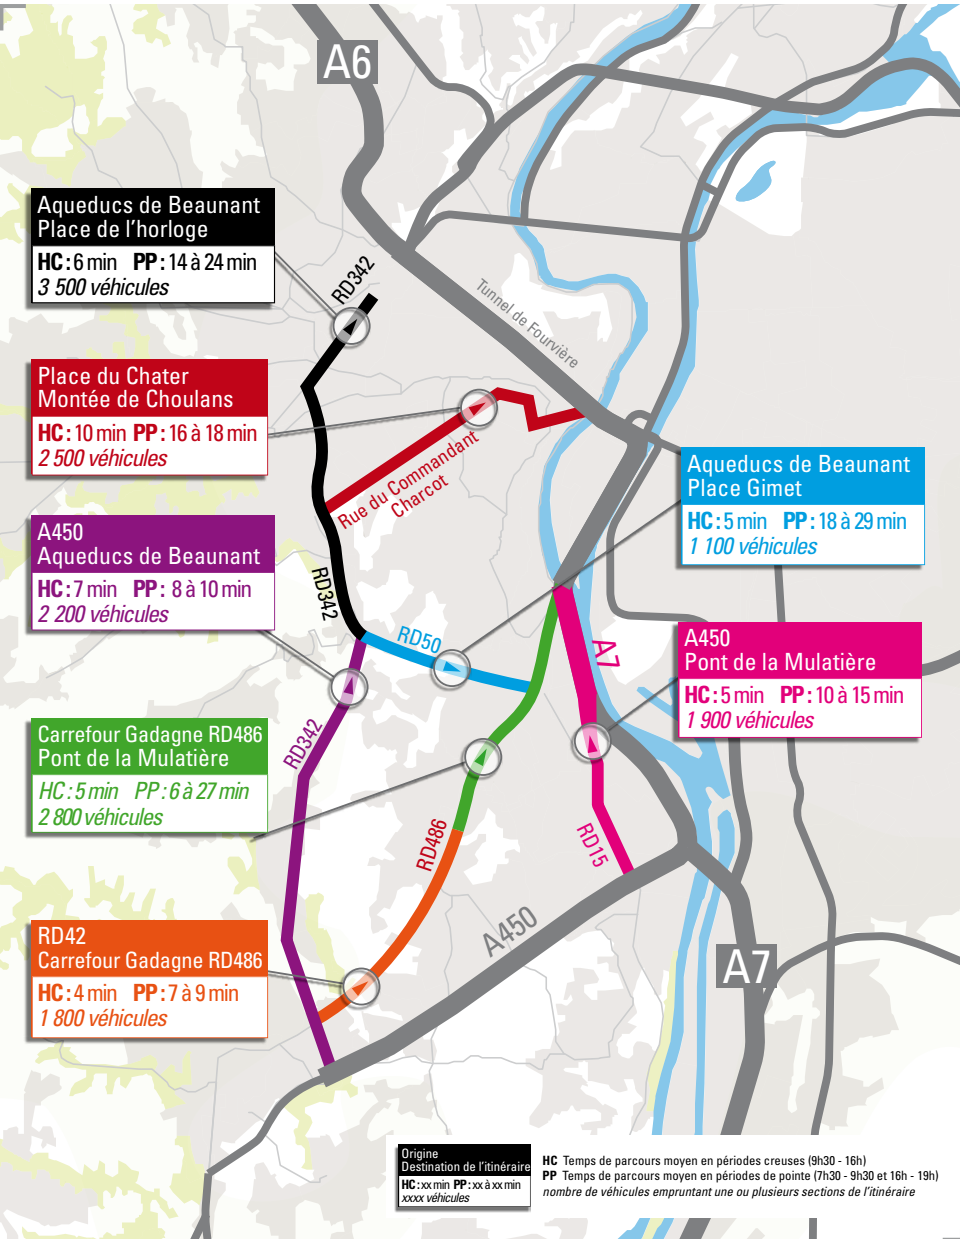 A6
Aqueducs de Beaunant
Place de l'horloge
HC : 6 min PP : 14 à 24 min
3 500 véhicules
RD342
Tunnel de Fourvière
Place du Chater
Montée de Choulans
HC : 10 min PP : 16 à 18 min
2 500 véhicules
Rue du Commandant
Charcot
Aqueducs de Beaunant
Place Gimet
HC : 5 min PP : 18 à 29 min
1 100 véhicules
A450
Aqueducs de Beaunant
HC : 7 min PP : 8 à 10 min
2 200 véhicules
RD342
RD50
A7
A450
Pont de la Mulatière
HC : 5 min PP : 10 à 15 min
1 900 véhicules
RD342
Carrefour Gadagne RD486
Pont de la Mulatière
HC : 5 min PP : 6 à 27 min
2 800 véhicules
RD486
RD15
A450
RD42
Carrefour Gadagne RD486
HC : 4 min PP : 7 à 9 min
1 800 véhicules
A7
Origine
Destination de l'itinéraire
HC : xx min PP : xx à xx min
xxxx véhicules
HC Temps de parcours moyen en périodes creuses (9h30 - 16h)
PP Temps de parcours moyen en périodes de pointe (7h30 - 9h30 et 16h - 19h)
nombre de véhicules empruntant une ou plusieurs sections de l'itinéraire